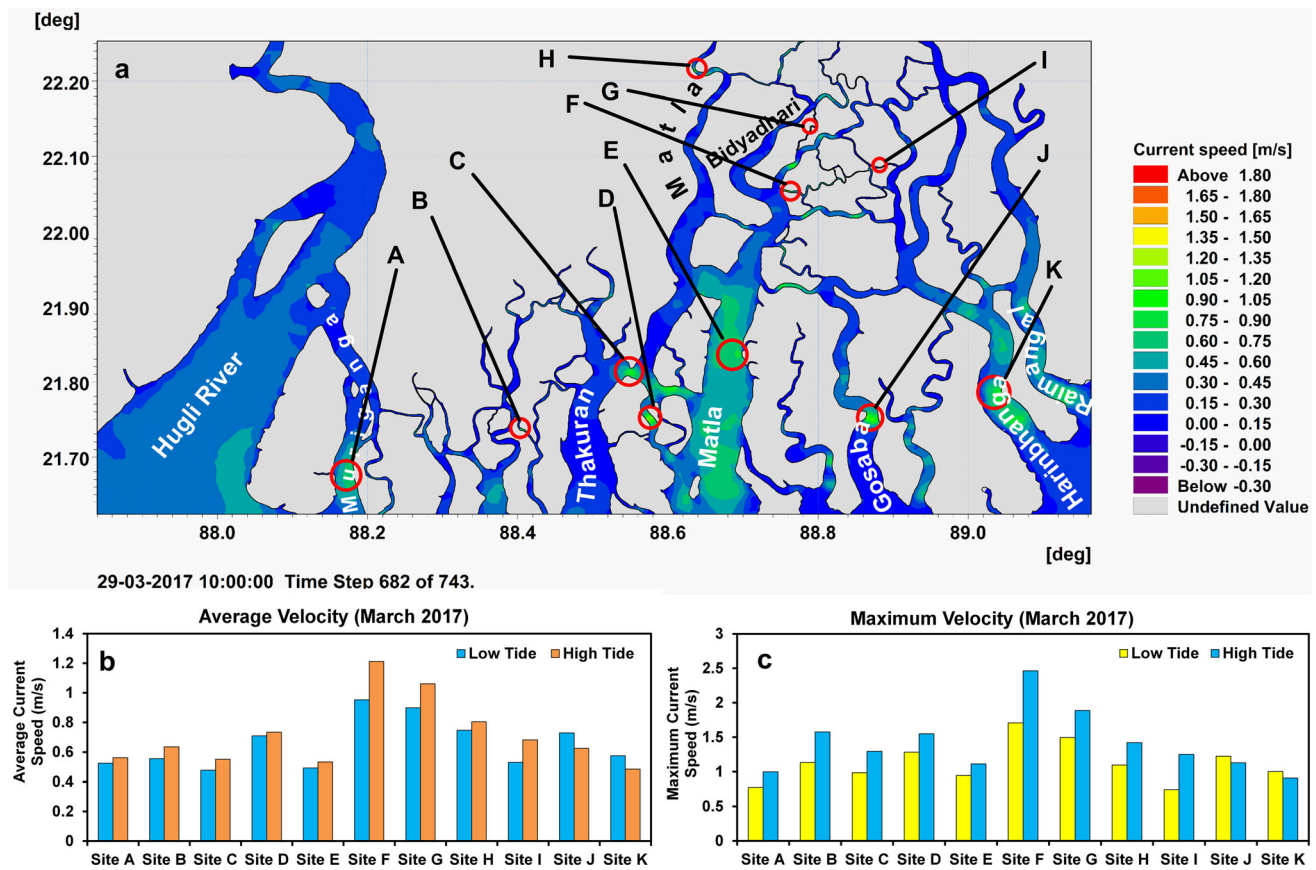 [deg]
a
22.20
22.10
22.00
21.90
21.80
21.70
88.0
88.2
88.4
88.6
88.8
89.0
[deg]
H
G
F
E
I
J
C
D
B
A
K
Matla
Bidyadhari
Hugli River
Muriganga
Thakuran
Matla
Gosaba
Harinbhanga
Raimangal
Current speed [m/s]
Above 1.80
1.65 - 1.80
1.50 - 1.65
1.35 - 1.50
1.20 - 1.35
1.05 - 1.20
0.90 - 1.05
0.75 - 0.90
0.60 - 0.75
0.45 - 0.60
0.30 - 0.45
0.15 - 0.30
0.00 - 0.15
-0.15 - 0.00
-0.30 - -0.15
Below -0.30
Undefined Value
29-03-2017 10:00:00 Time Step 682 of 743.
Average Velocity (March 2017)
b
Low Tide
High Tide
Average Current
Speed (m/s)
1.4
1.2
1
0.8
0.6
0.4
0.2
0
Site A Site B Site C Site D Site E Site F Site G Site H Site I Site J Site K
Maximum Velocity (March 2017)
c
Low Tide
High Tide
Maximum Current
Speed (m/s)
3
2.5
2
1.5
1
0.5
0
Site A Site B Site C Site D Site E Site F Site G Site H Site I Site J Site K